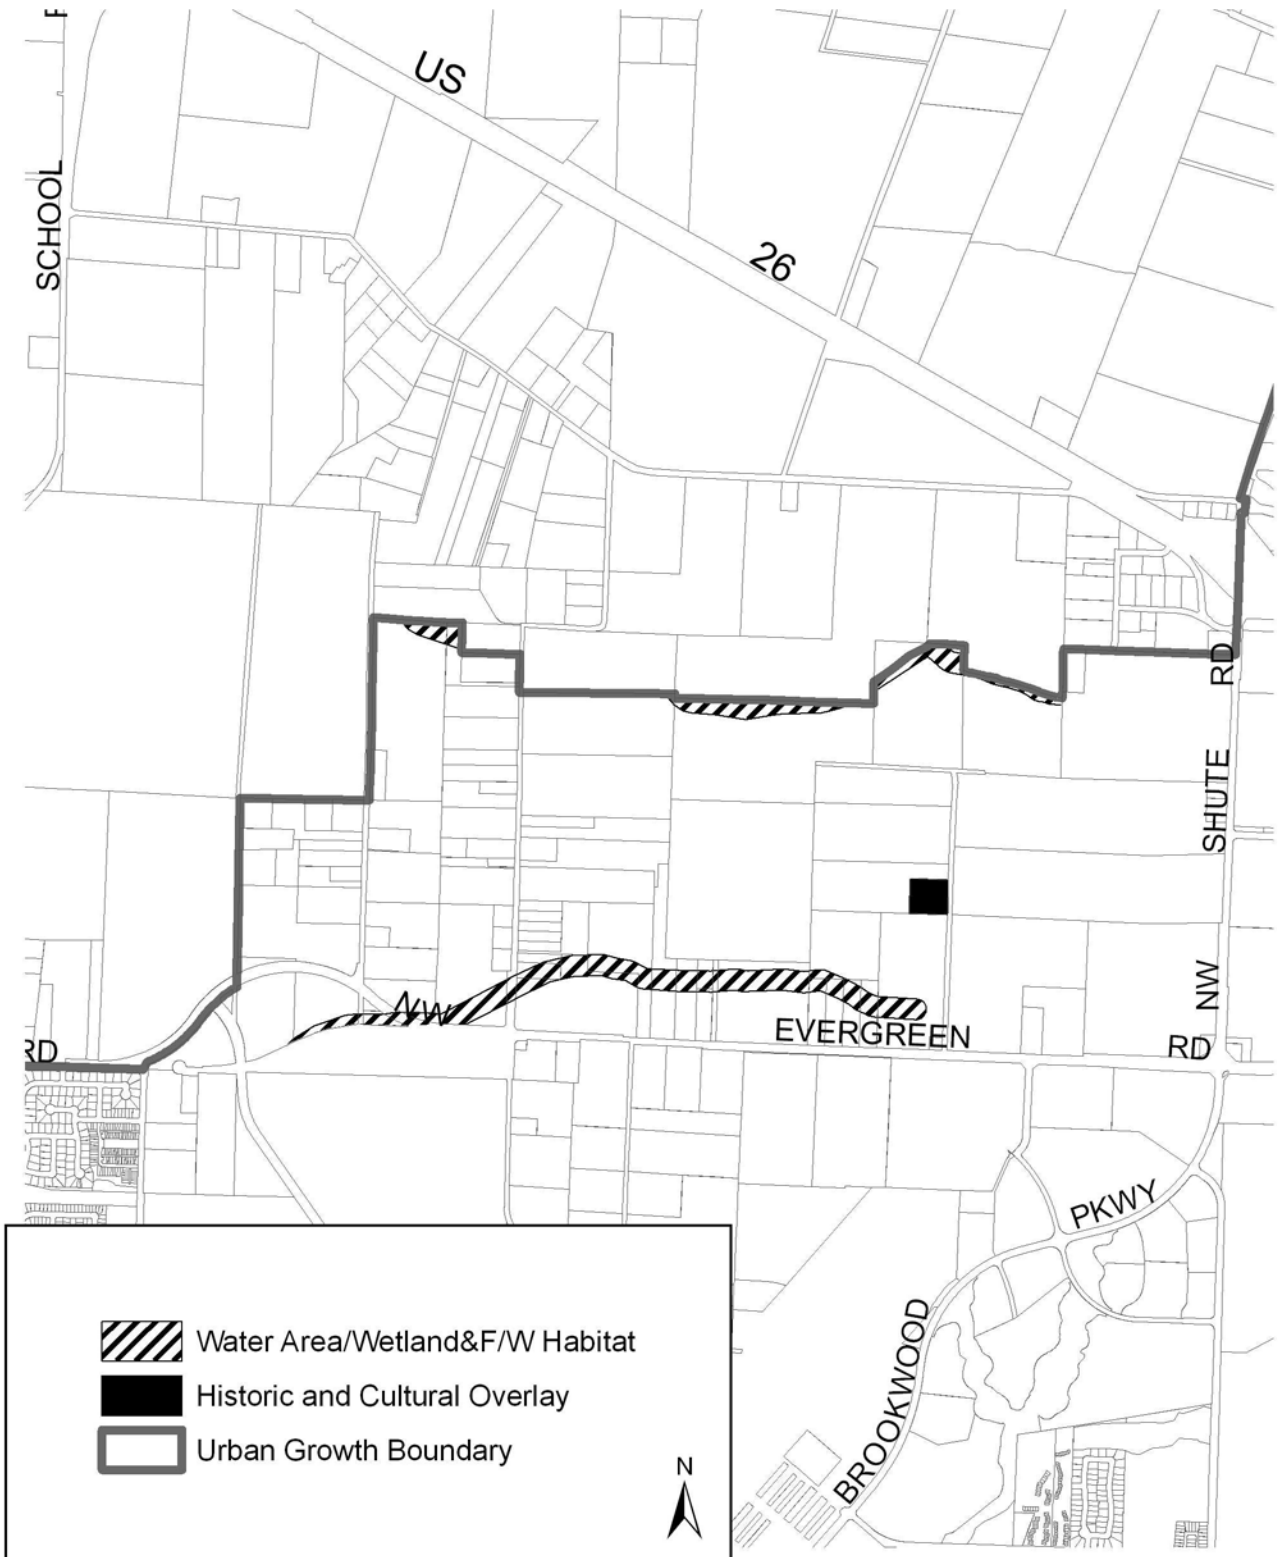 US
SCHOOL
26
RD
SHUTE
NW
NW
EVERGREEN
RD
RD
PKWY
BROOKWOOD
Water Area/Wetland&F/W Habitat
Historic and Cultural Overlay
Urban Growth Boundary
N